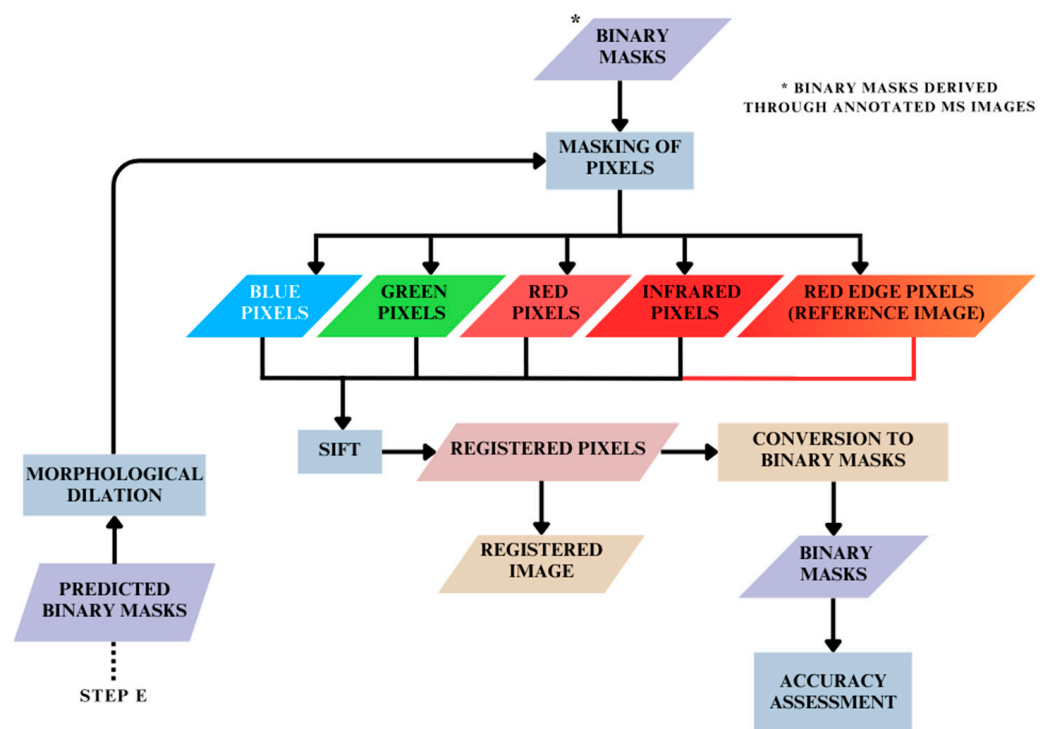 *
BINARY
MASKS
* BINARY MASKS DERIVED
THROUGH ANNOTATED MS IMAGES
MASKING OF
PIXELS
BLUE
PIXELS
GREEN
PIXELS
RED
PIXELS
INFRARED
PIXELS
RED EDGE PIXELS
(REFERENCE IMAGE)
SIFT
REGISTERED PIXELS
CONVERSION TO
BINARY MASKS
MORPHOLOGICAL
DILATION
REGISTERED
IMAGE
BINARY
MASKS
PREDICTED
BINARY MASKS
STEP E
ACCURACY
ASSESSMENT